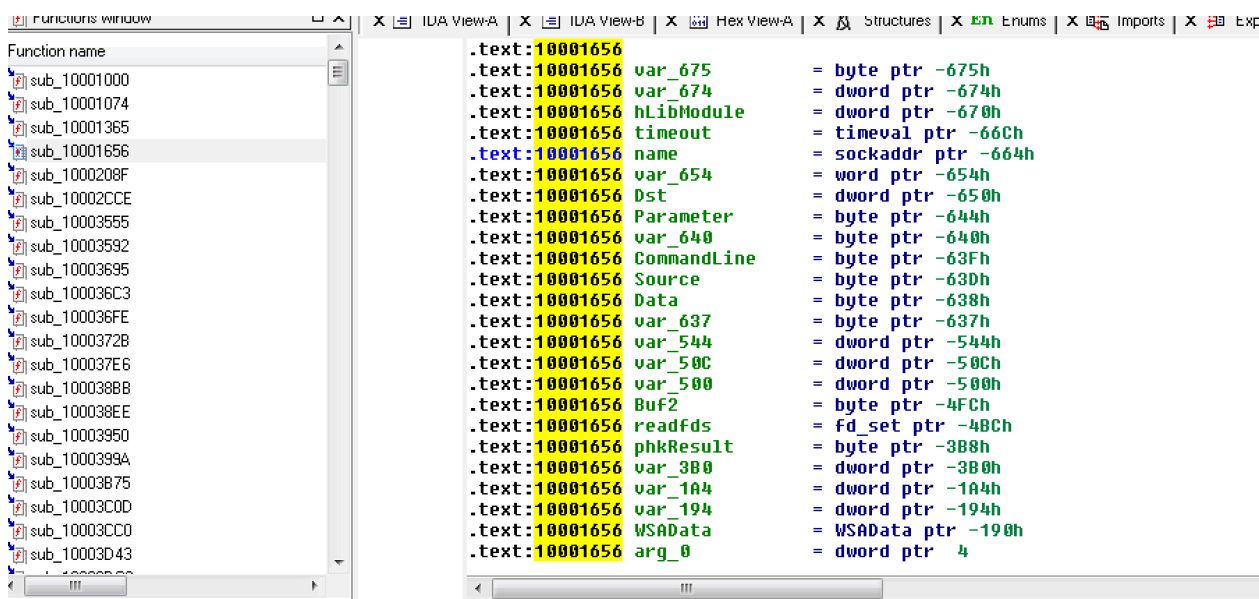 Functions window
X IDA View-A X IDA View-B X Hex View-A X Structures X En Enums X Imports X Exp
Function name
sub_10001000
sub_10001074
sub_10001365
sub_10001656
sub_1000208F
sub_10002CCE
sub_10003555
sub_10003592
sub_10003695
sub_100036C3
sub_100036FE
sub_1000372B
sub_100037E6
sub_100038BB
sub_100038EE
sub_10003950
sub_1000399A
sub_10003B75
sub_10003C0D
sub_10003CC0
sub_10003D43
.text:10001656
.text:10001656 var_675 = byte ptr -675h
.text:10001656 var_674 = dword ptr -674h
.text:10001656 hLibModule = dword ptr -670h
.text:10001656 timeout = timeval ptr -66Ch
.text:10001656 name = sockaddr ptr -664h
.text:10001656 var_654 = word ptr -654h
.text:10001656 Dst = dword ptr -650h
.text:10001656 Parameter = byte ptr -644h
.text:10001656 var_640 = byte ptr -640h
.text:10001656 CommandLine = byte ptr -63Fh
.text:10001656 Source = byte ptr -63Dh
.text:10001656 Data = byte ptr -638h
.text:10001656 var_637 = byte ptr -637h
.text:10001656 var_544 = dword ptr -544h
.text:10001656 var_50C = dword ptr -50Ch
.text:10001656 var_500 = dword ptr -500h
.text:10001656 Buf2 = byte ptr -4FCh
.text:10001656 readfds = fd_set ptr -4BCh
.text:10001656 phkResult = byte ptr -3B8h
.text:10001656 var_3B0 = dword ptr -3B0h
.text:10001656 var_1A4 = dword ptr -1A4h
.text:10001656 var_194 = dword ptr -194h
.text:10001656 WSAData = WSAData ptr -190h
.text:10001656 arg_0 = dword ptr 4